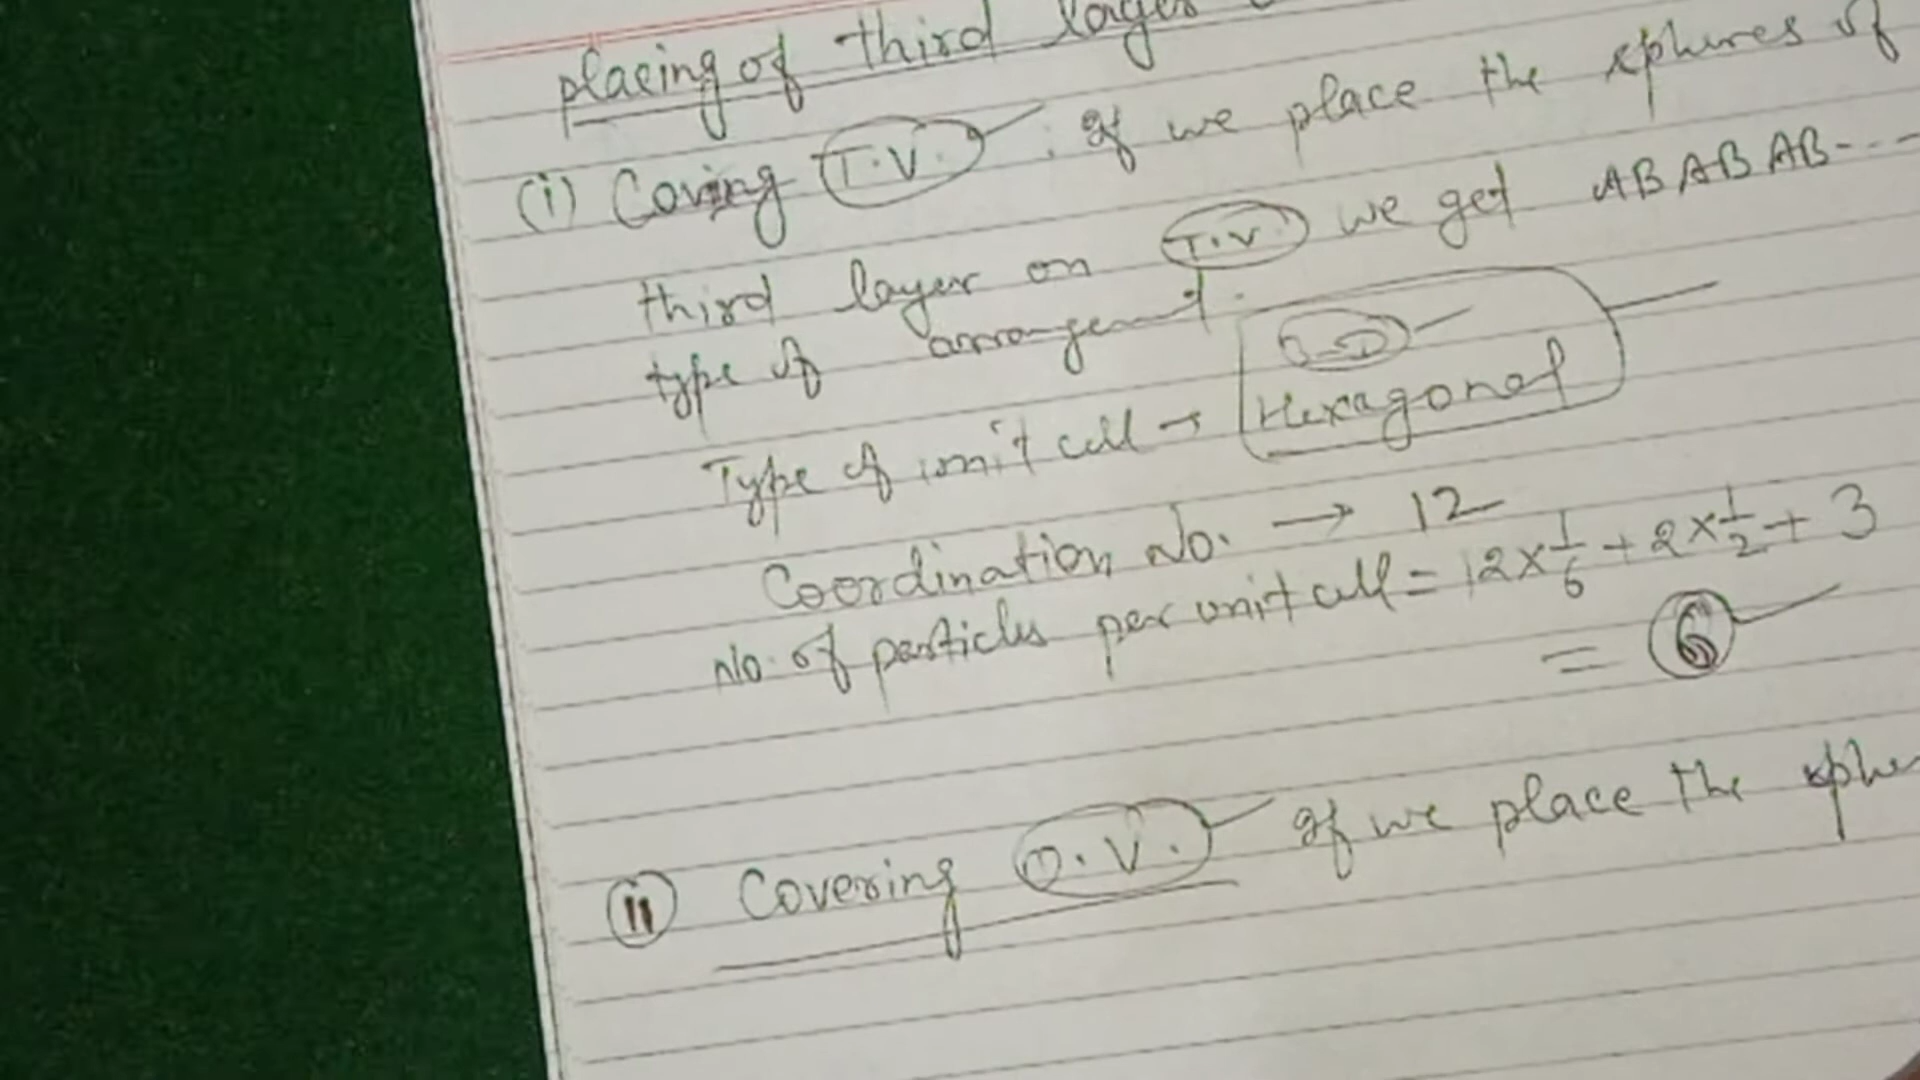 placing of third layer
(i) Coving T.V. : If we place the spheres of
third layer on T.V. we get ABABAB---
type of arrangement.
3-D
Type of unit cell → Hexagonal
Coordination No. → 12
No. of particles per unit cell = 12 x 1/6 + 2 x 1/2 + 3
= 6
(ii) Covering O.V. If we place the sphe